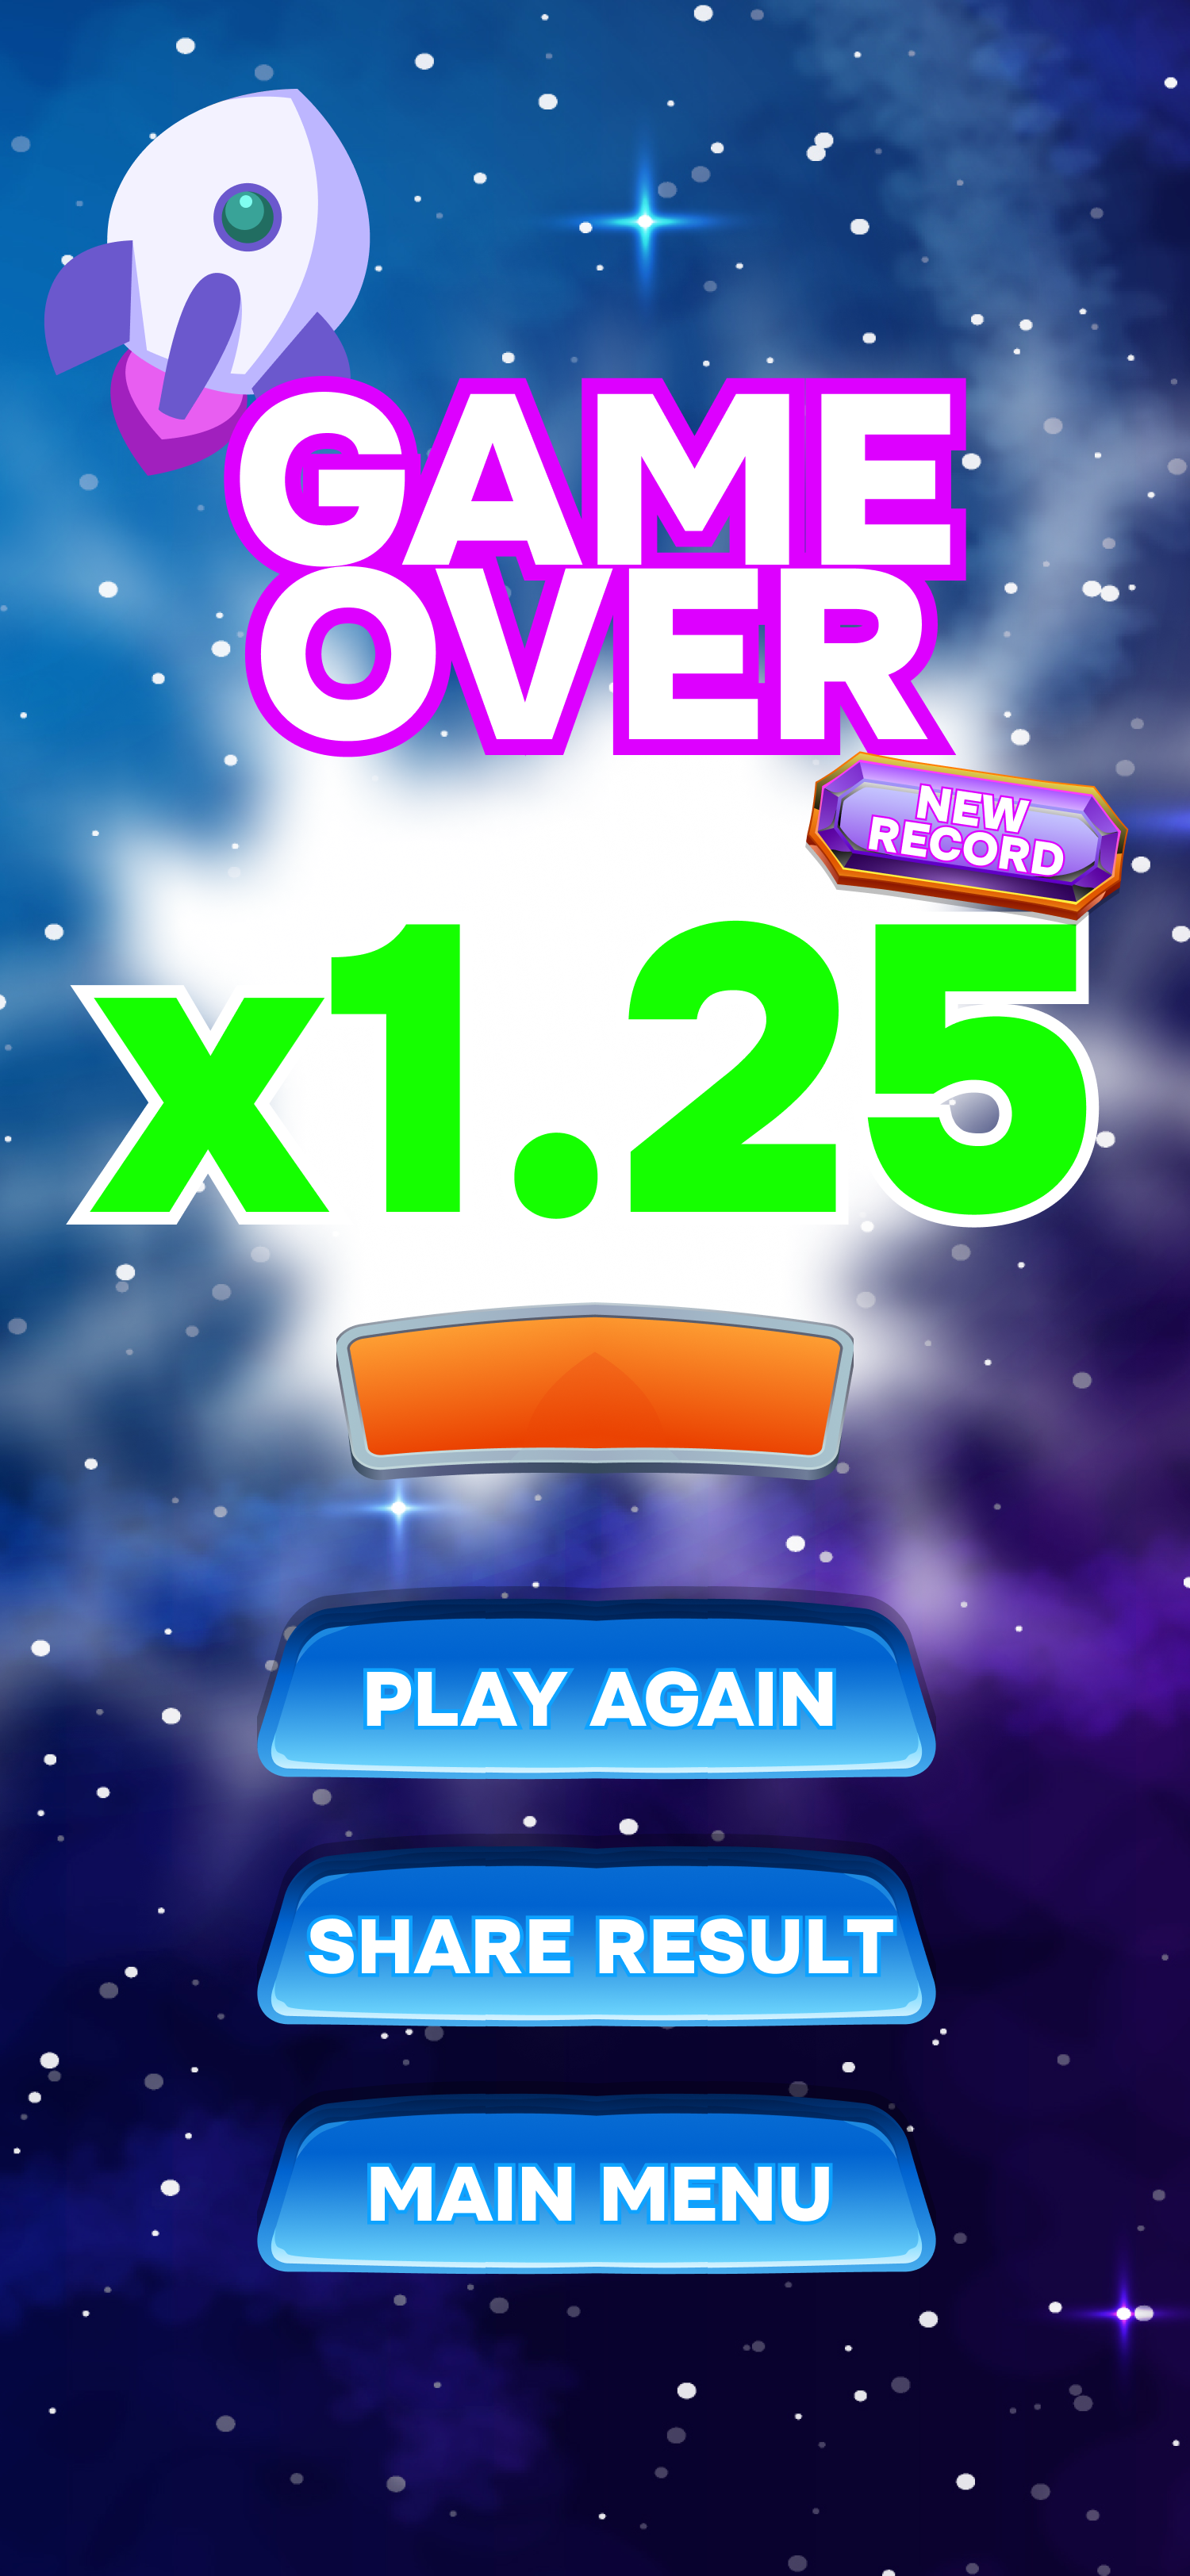 GAME
OVER
NEW
RECORD
x1.25
PLAY AGAIN
SHARE RESULT
MAIN MENU